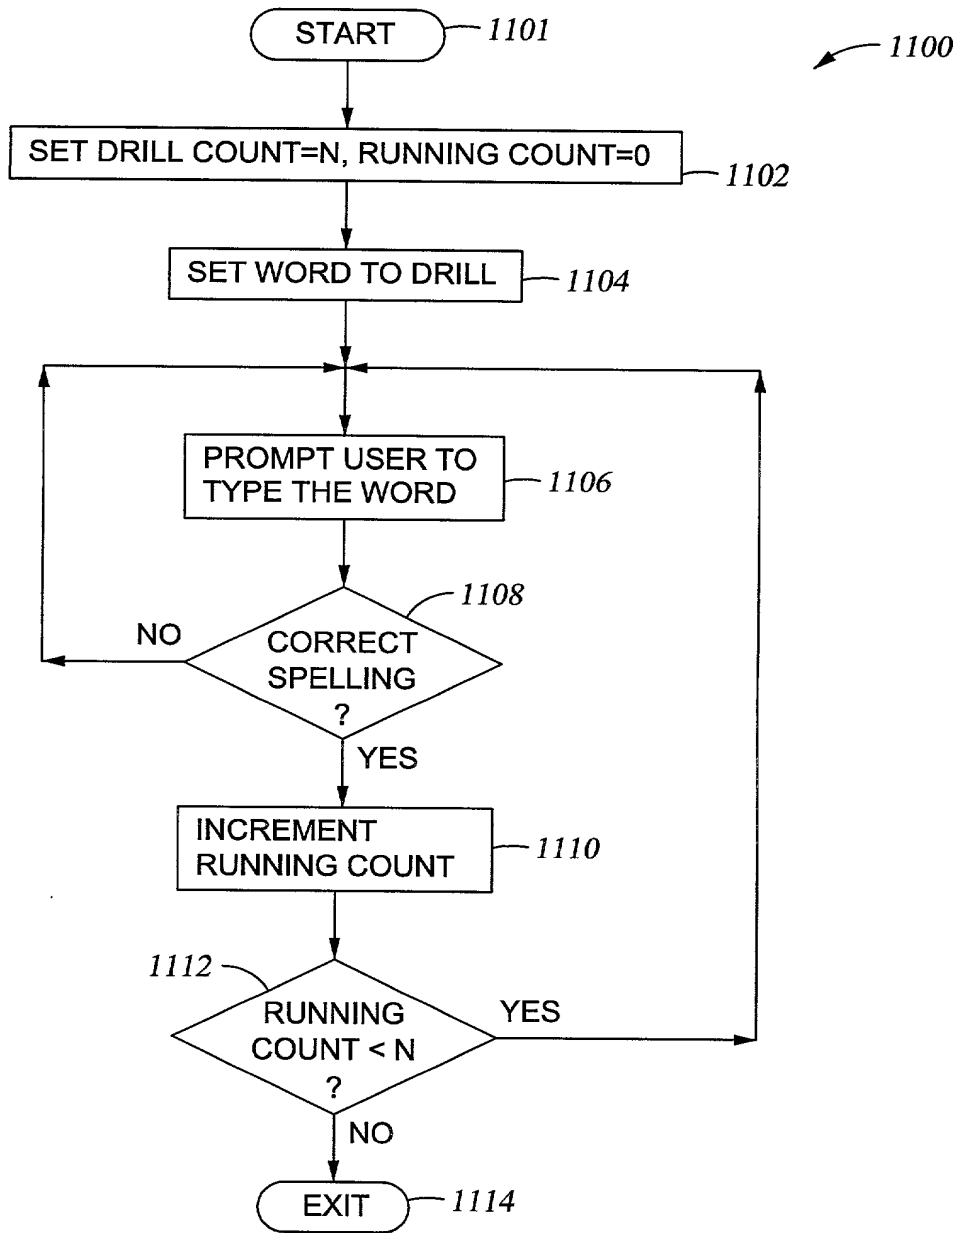 START
1101
1100
SET DRILL COUNT=N, RUNNING COUNT=0
1102
SET WORD TO DRILL
1104
PROMPT USER TO
TYPE THE WORD
1106
1108
NO
CORRECT
SPELLING
?
YES
INCREMENT
RUNNING COUNT
1110
1112
RUNNING
COUNT < N
?
YES
NO
EXIT
1114